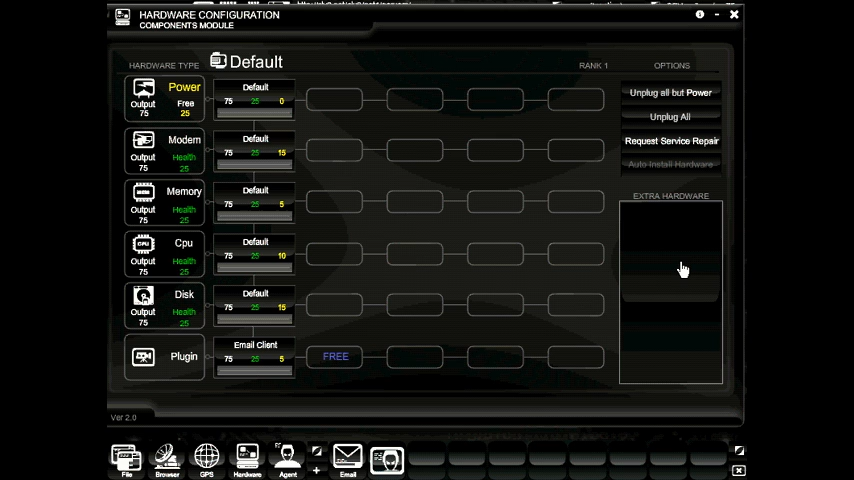 HARDWARE CONFIGURATION
COMPONENTS MODULE
HARDWARE TYPE
Default
RANK 1
OPTIONS
Power
Output
75
Free
25
Default
75 25 0
Unplug all but Power
Unplug All
Modem
Output
75
Health
25
Default
75 25 15
Request Service Repair
Auto Install Hardware
Memory
Output
75
Health
25
Default
75 25 5
EXTRA HARDWARE
CPU
Cpu
Output
75
Health
25
Default
75 25 10
Disk
Output
75
Health
25
Default
75 25 15
Plugin
Email Client
75 25 5
FREE
Ver 2.0
File
Browser
GPS
Hardware
Agent
Email